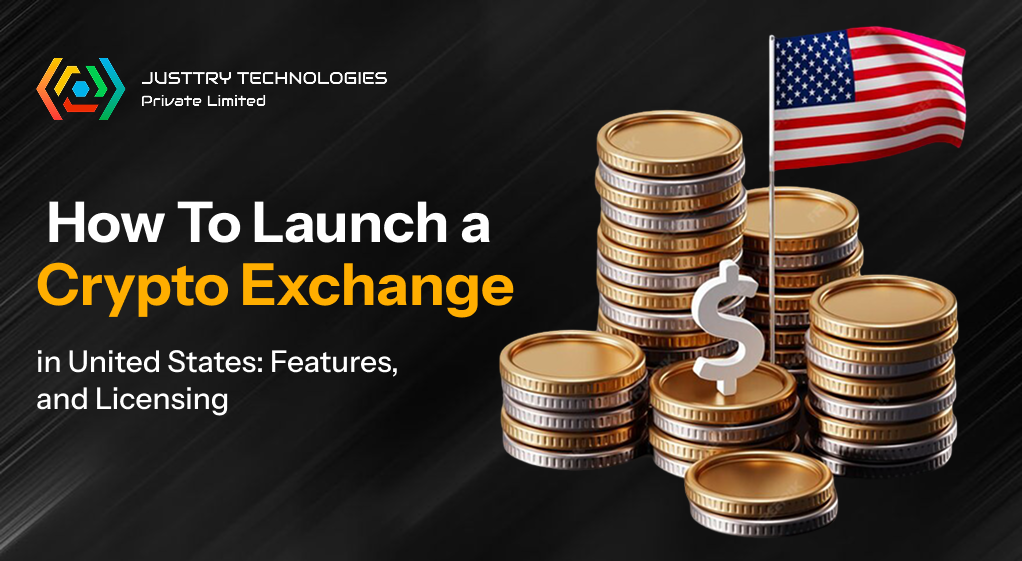 JUSTTRY TECHNOLOGIES
Private Limited
How To Launch a
Crypto Exchange
in United States: Features,
and Licensing
$